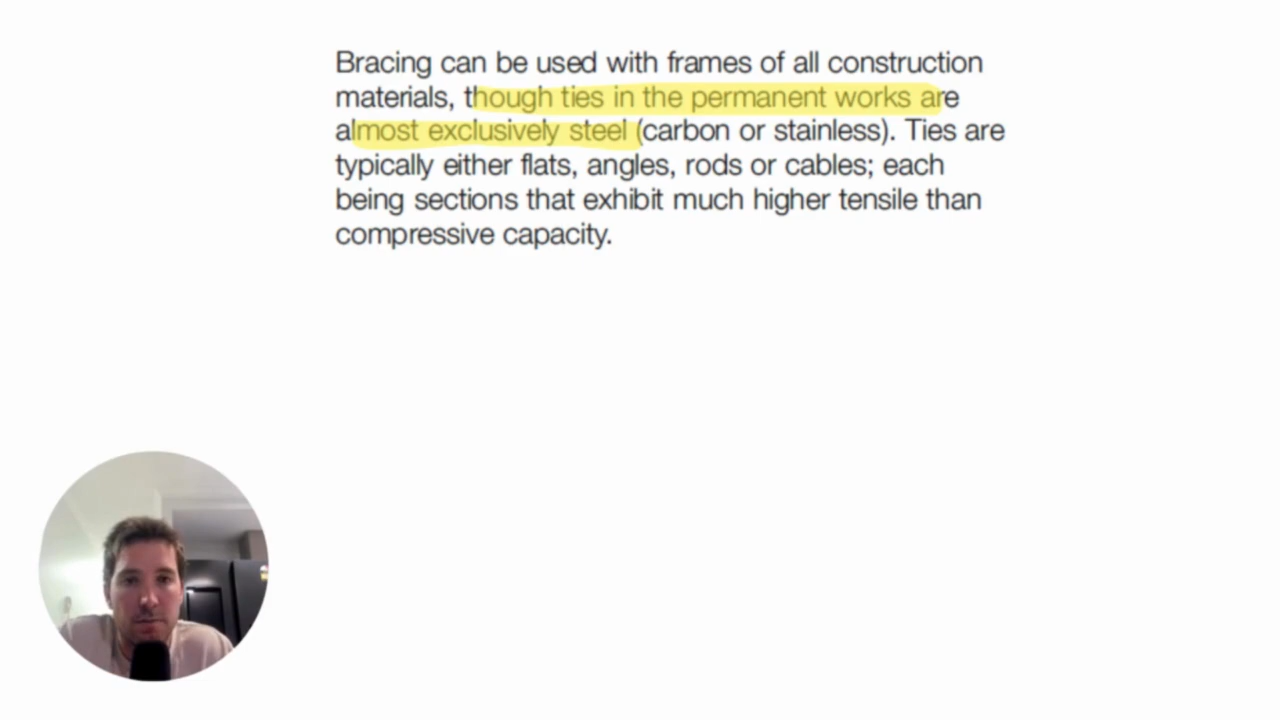 Bracing can be used with frames of all construction
materials, though ties in the permanent works are
almost exclusively steel (carbon or stainless). Ties are
typically either flats, angles, rods or cables; each
being sections that exhibit much higher tensile than
compressive capacity.